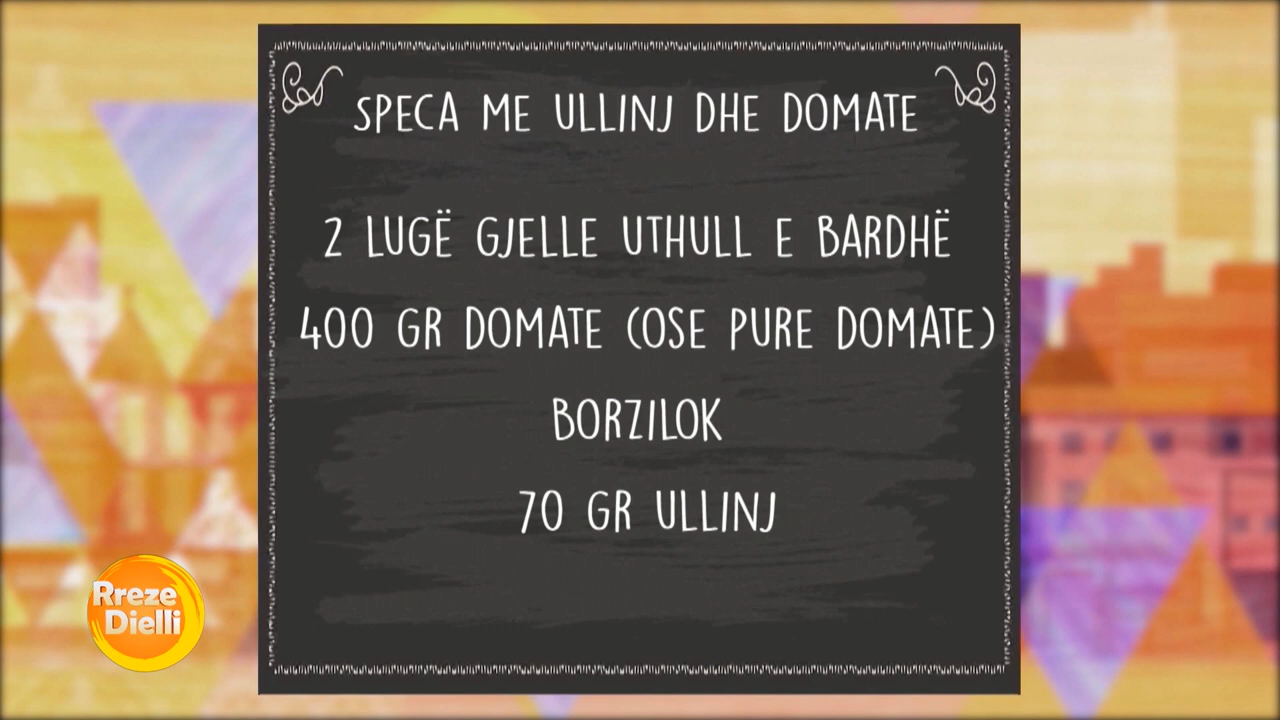 SPECA ME ULLINJ DHE DOMATE
2 LUGË GJELLE UTHULL E BARDHË
400 GR DOMATE (OSE PURE DOMATE)
BORZILOK
70 GR ULLINJ
Rreze
Dielli